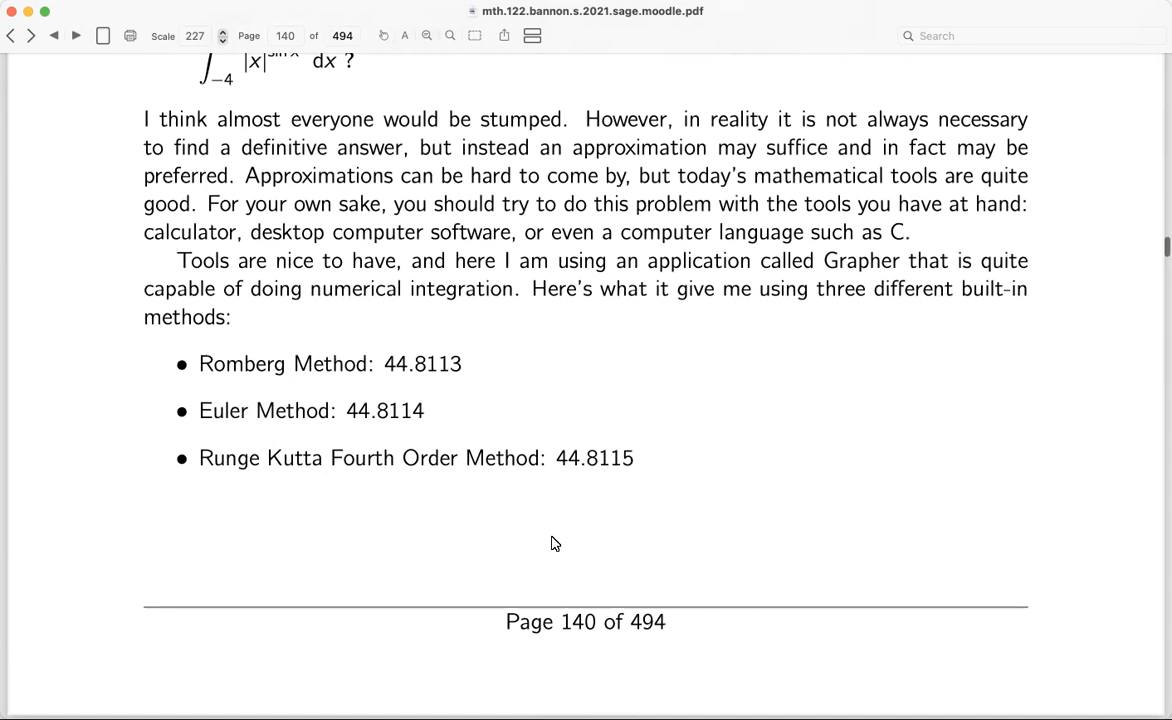 mth.122.bannon.s.2021.sage.moodle.pdf
Scale 227 Page 140 of 494 A Search
∫−4 |x|^sin x dx ?
I think almost everyone would be stumped. However, in reality it is not always necessary
to find a definitive answer, but instead an approximation may suffice and in fact may be
preferred. Approximations can be hard to come by, but today's mathematical tools are quite
good. For your own sake, you should try to do this problem with the tools you have at hand:
calculator, desktop computer software, or even a computer language such as C.
Tools are nice to have, and here I am using an application called Grapher that is quite
capable of doing numerical integration. Here's what it give me using three different built-in
methods:
• Romberg Method: 44.8113
• Euler Method: 44.8114
• Runge Kutta Fourth Order Method: 44.8115
Page 140 of 494